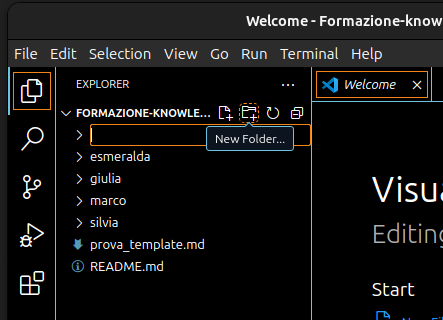 Welcome - Formazione-know
File Edit Selection View Go Run Terminal Help
EXPLORER
Welcome
FORMAZIONE-KNOWLE...
New Folder...
esmeralda
giulia
marco
silvia
prova_template.md
README.md
Visua
Editing
Start